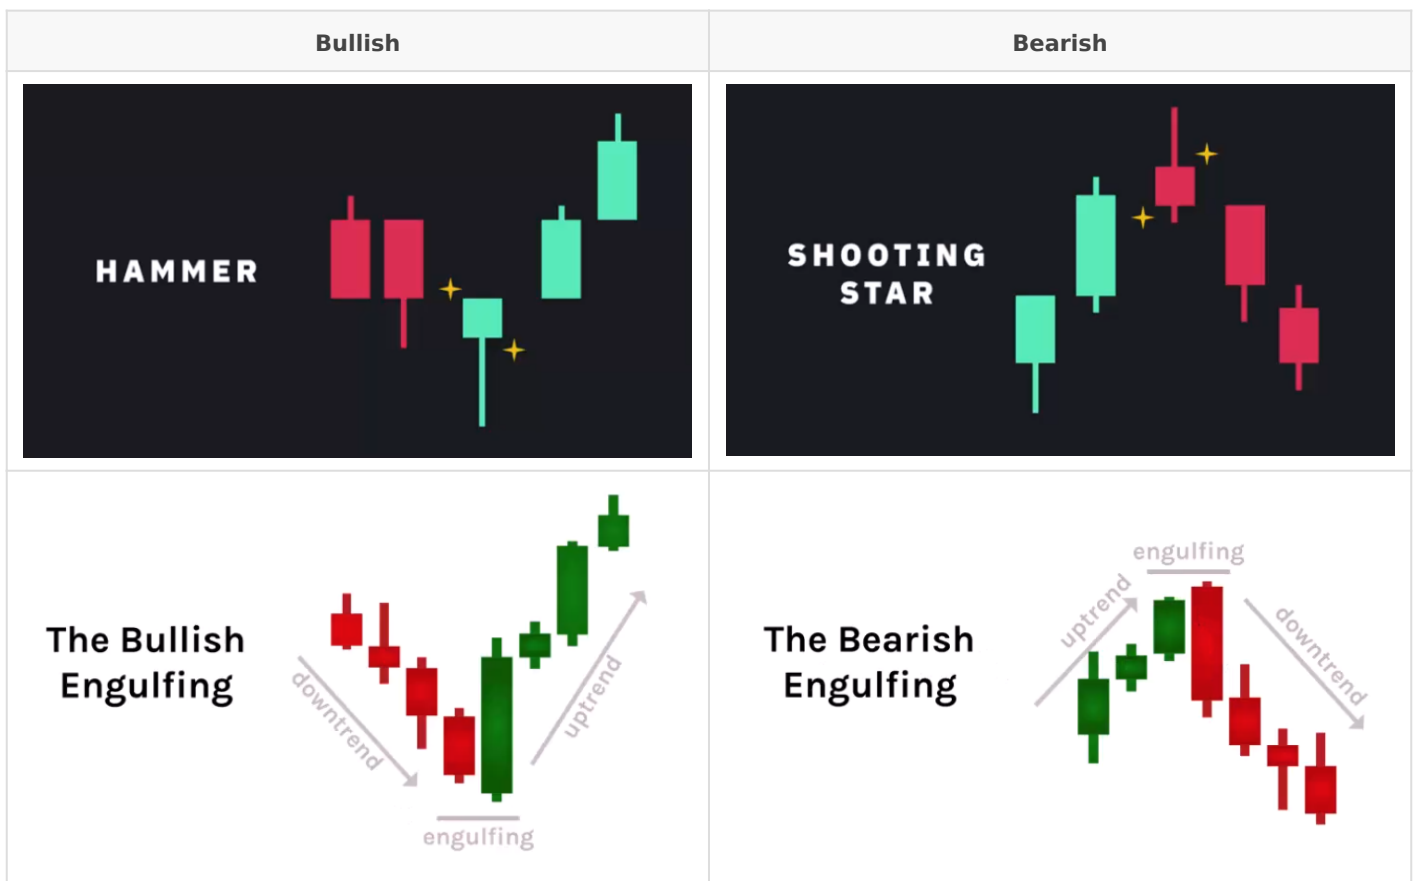 Bullish
Bearish
HAMMER
SHOOTING
STAR
The Bullish
Engulfing
downtrend
engulfing
uptrend
The Bearish
Engulfing
uptrend
engulfing
downtrend